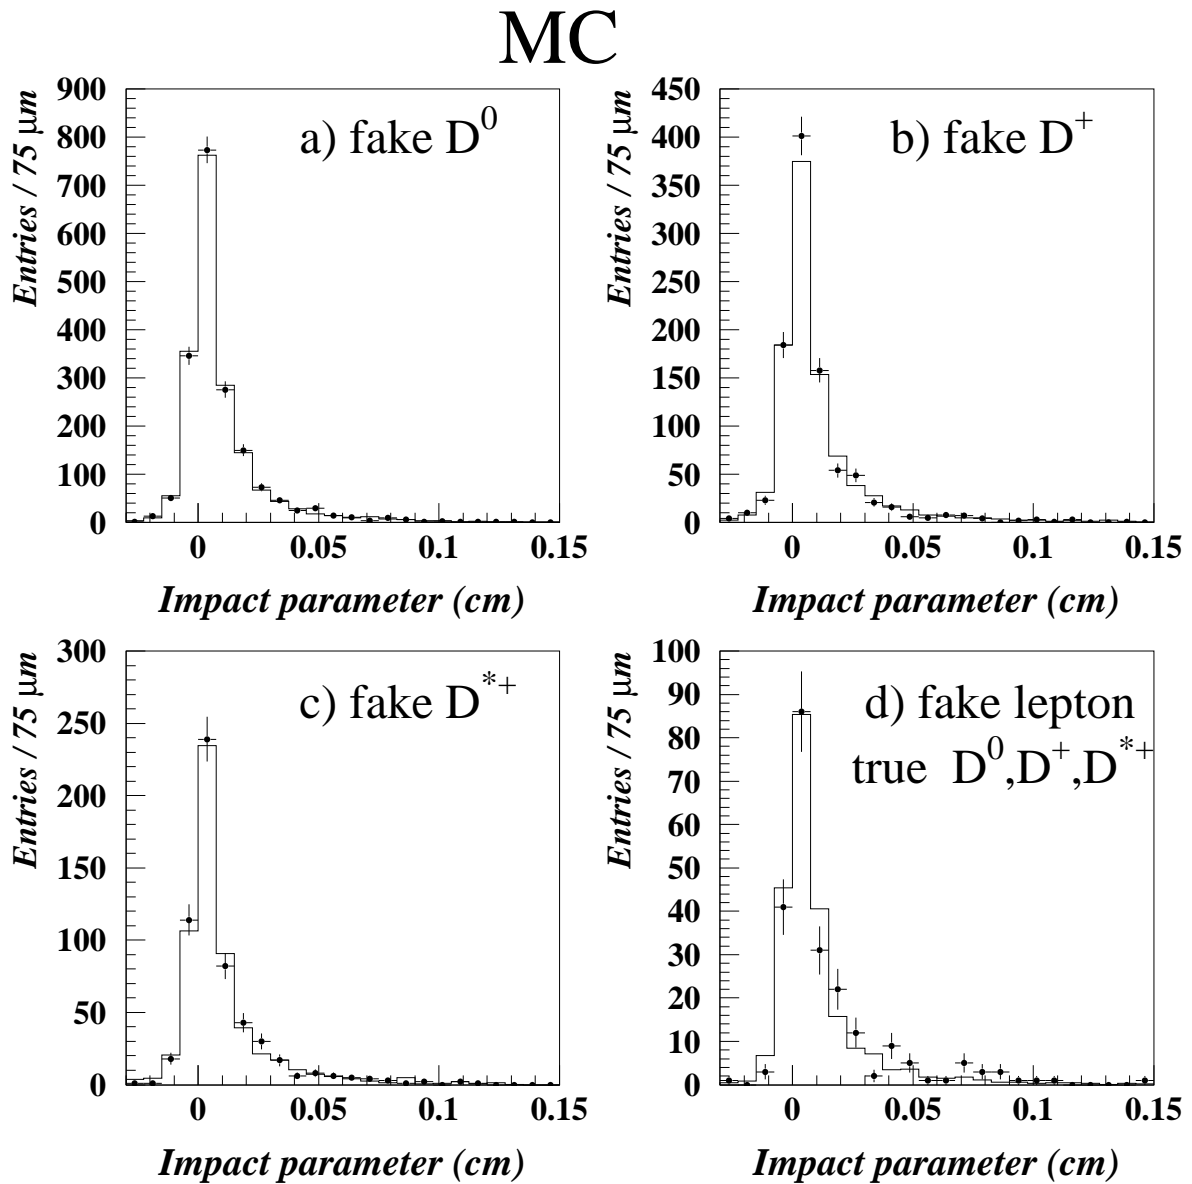 MC
Entries / 75 μm
900
800
700
600
500
400
300
200
100
0
a) fake D⁰
0 0.05 0.1 0.15
Impact parameter (cm)
Entries / 75 μm
450
400
350
300
250
200
150
100
50
0
b) fake D⁺
0 0.05 0.1 0.15
Impact parameter (cm)
Entries / 75 μm
300
250
200
150
100
50
0
c) fake D*⁺
0 0.05 0.1 0.15
Impact parameter (cm)
Entries / 75 μm
100
90
80
70
60
50
40
30
20
10
0
d) fake lepton
true D⁰,D⁺,D*⁺
0 0.05 0.1 0.15
Impact parameter (cm)